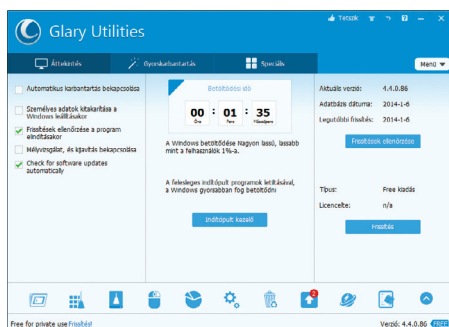 Glary Utilities
Tetszik
Áttekintés
Gyorskarbantartás
Speciális
Menü
Automatikus karbantartás bekapcsolása
Személyes adatok kitakarítása a
Windows leállításakor
Frissítések ellenőrzése a program
elindításakor
Mélyvizsgálat, és kijavítás bekapcsolása
Check for software updates
automatically
Betöltődési idő
00 : 01 : 35
Óra Perc Másodperc
A Windows betöltődése Nagyon lassú, lassabb
mint a felhasználók 1%-a.
A felesleges indítópult programok letiltásával,
a Windows gyorsabban fog betöltődni
Indítópult kezelő
Aktuális verzió: 4.4.0.86
Adatbázis dátuma: 2014-1-6
Legutóbbi frissítés: 2014-1-6
Frissítések ellenőrzése
Típus: Free kiadás
Licencelte: n/a
Frissítés
2
Free for private use Frissítés!
Verzió: 4.4.0.86 FREE